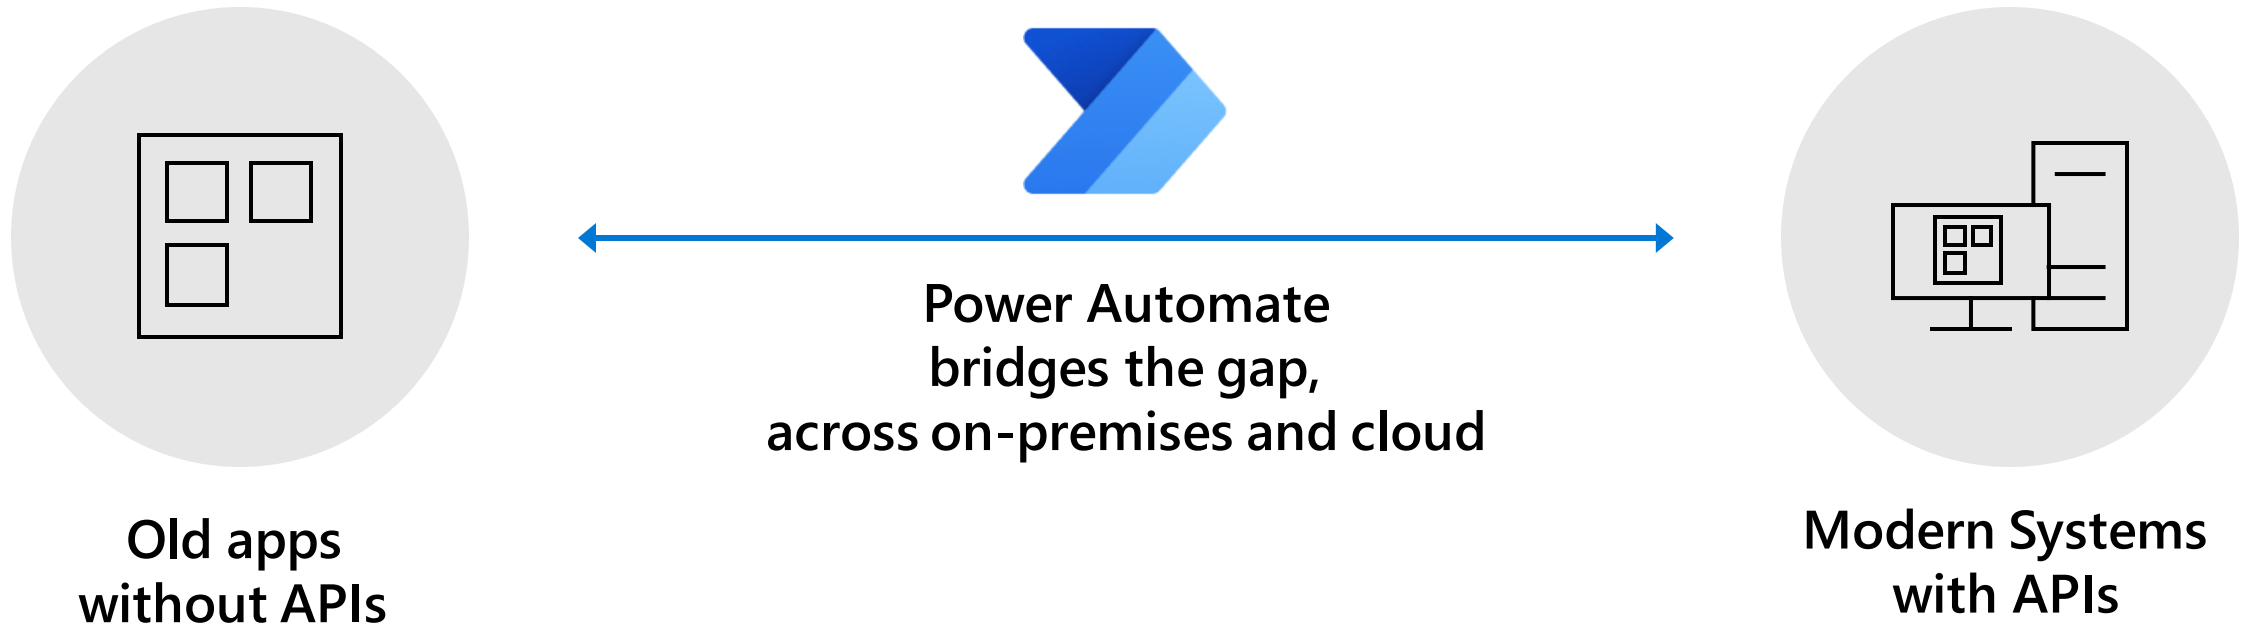 Power Automate
bridges the gap,
across on-premises and cloud
Old apps
without APIs
Modern Systems
with APIs